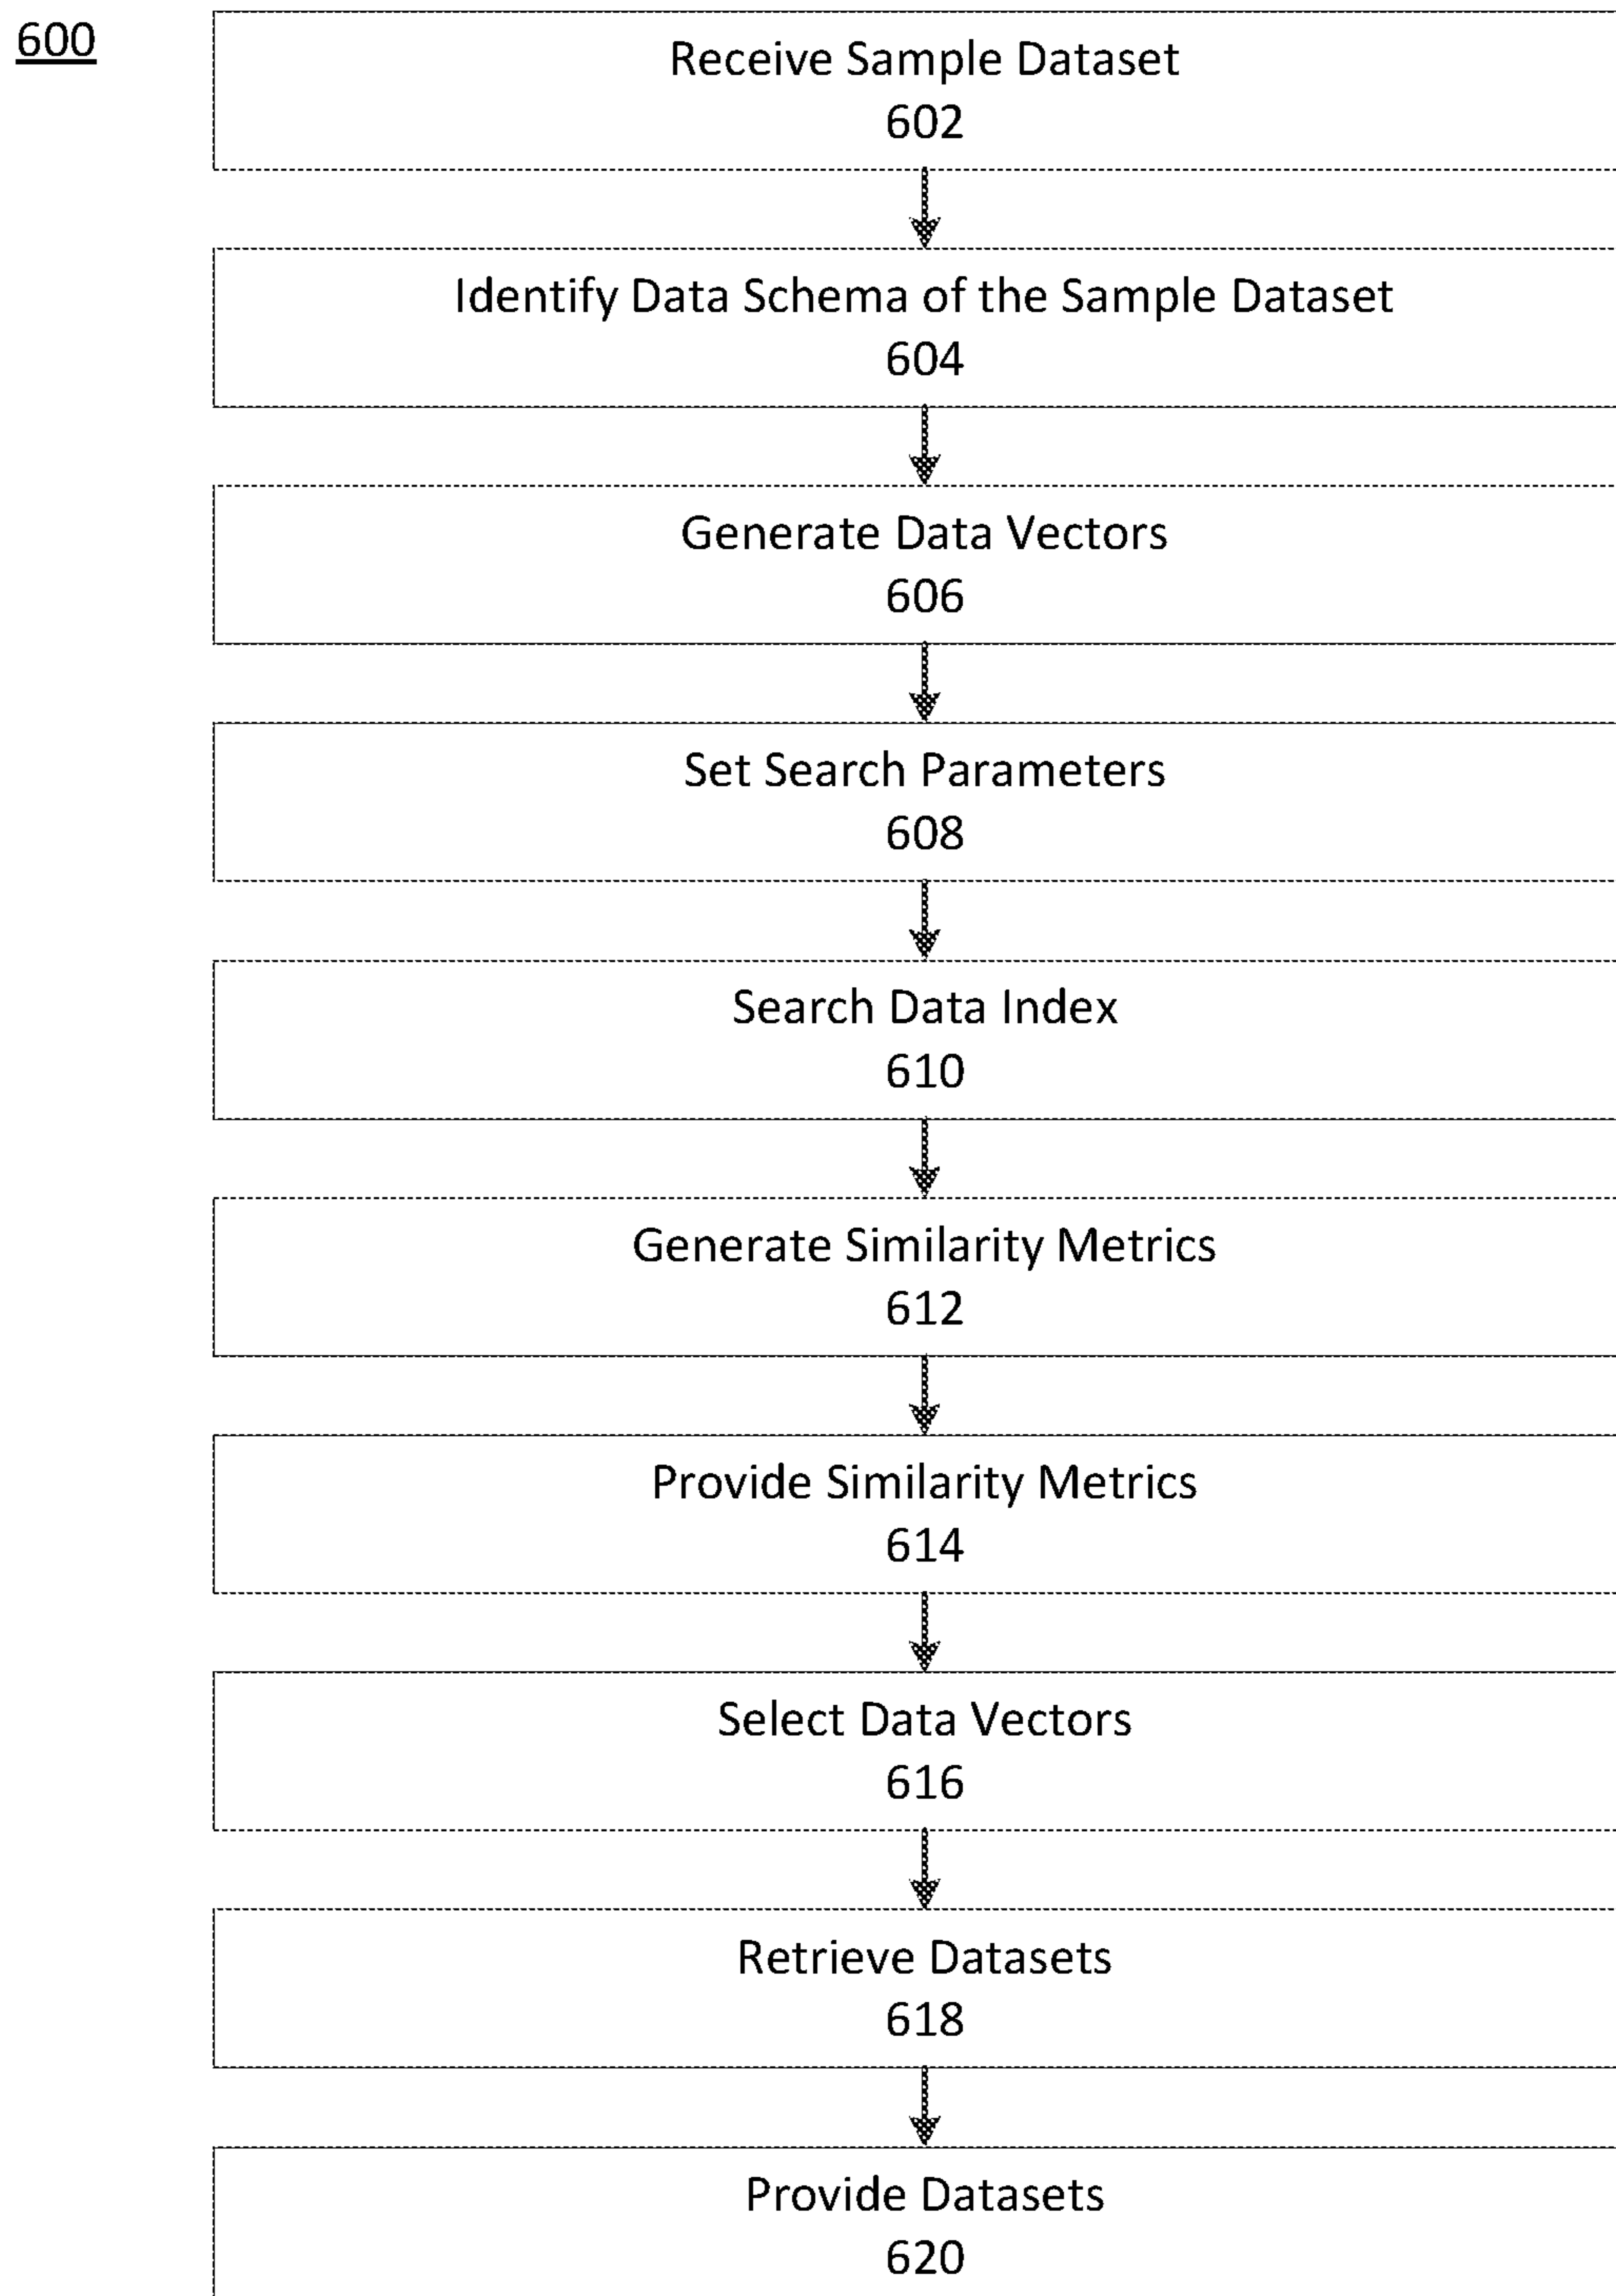 600
Receive Sample Dataset
602
Identify Data Schema of the Sample Dataset
604
Generate Data Vectors
606
Set Search Parameters
608
Search Data Index
610
Generate Similarity Metrics
612
Provide Similarity Metrics
614
Select Data Vectors
616
Retrieve Datasets
618
Provide Datasets
620